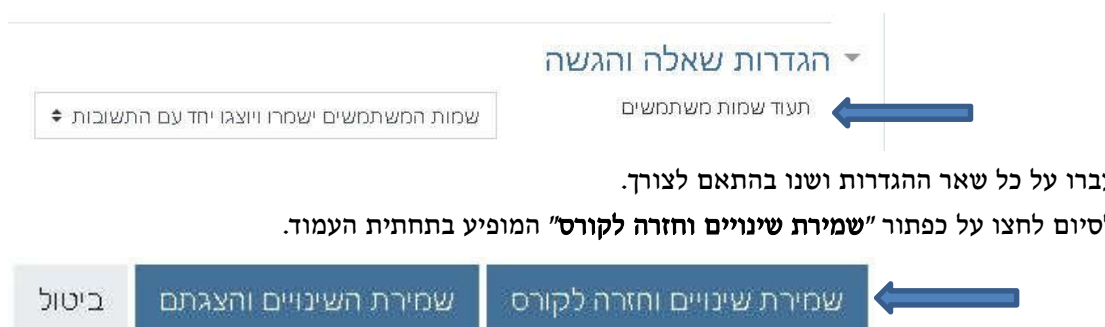 הגדרות שאלה והגשה
תעוד שמות משתמשים
שמות המשתמשים ישמרו ויוצגו יחד עם התשובות
על כל שאר ההגדרות ושנו בהתאם לצורך.
לחצו על כפתור "שמירת שינויים וחזרה לקורס" המופיע בתחתית העמוד.
שמירת שינויים וחזרה לקורס
שמירת השינויים והצגתם
ביטול